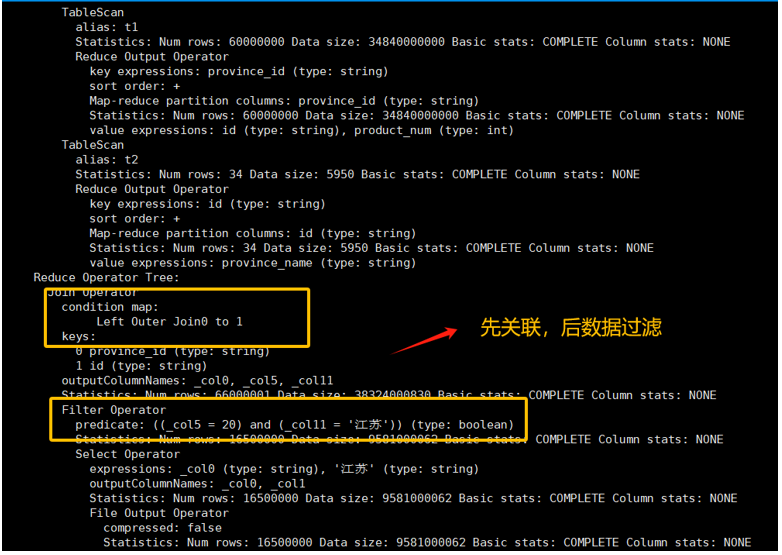 TableScan
alias: t1
Statistics: Num rows: 60000000 Data size: 34840000000 Basic stats: COMPLETE Column stats: NONE
Reduce Output Operator
key expressions: province_id (type: string)
sort order: +
Map-reduce partition columns: province_id (type: string)
Statistics: Num rows: 60000000 Data size: 34840000000 Basic stats: COMPLETE Column stats: NONE
value expressions: id (type: string), product_num (type: int)
TableScan
alias: t2
Statistics: Num rows: 34 Data size: 5950 Basic stats: COMPLETE Column stats: NONE
Reduce Output Operator
key expressions: id (type: string)
sort order: +
Map-reduce partition columns: id (type: string)
Statistics: Num rows: 34 Data size: 5950 Basic stats: COMPLETE Column stats: NONE
value expressions: province_name (type: string)
Reduce Operator Tree:
Join Operator
condition map:
Left Outer Join0 to 1
keys:
0 province_id (type: string)
1 id (type: string)
outputColumnNames: _col0, _col5, _col11
Statistics: Num rows: 66000001 Data size: 38324000830 Basic stats: COMPLETE Column stats: NONE
Filter Operator
predicate: ((_col5 = 20) and (_col11 = '江苏')) (type: boolean)
Statistics: Num rows: 16500000 Data size: 9581000062 Basic stats: COMPLETE Column stats: NONE
Select Operator
expressions: _col0 (type: string), '江苏' (type: string)
outputColumnNames: _col0, _col1
Statistics: Num rows: 16500000 Data size: 9581000062 Basic stats: COMPLETE Column stats: NONE
File Output Operator
compressed: false
Statistics: Num rows: 16500000 Data size: 9581000062 Basic stats: COMPLETE Column stats: NONE
先关联，后数据过滤